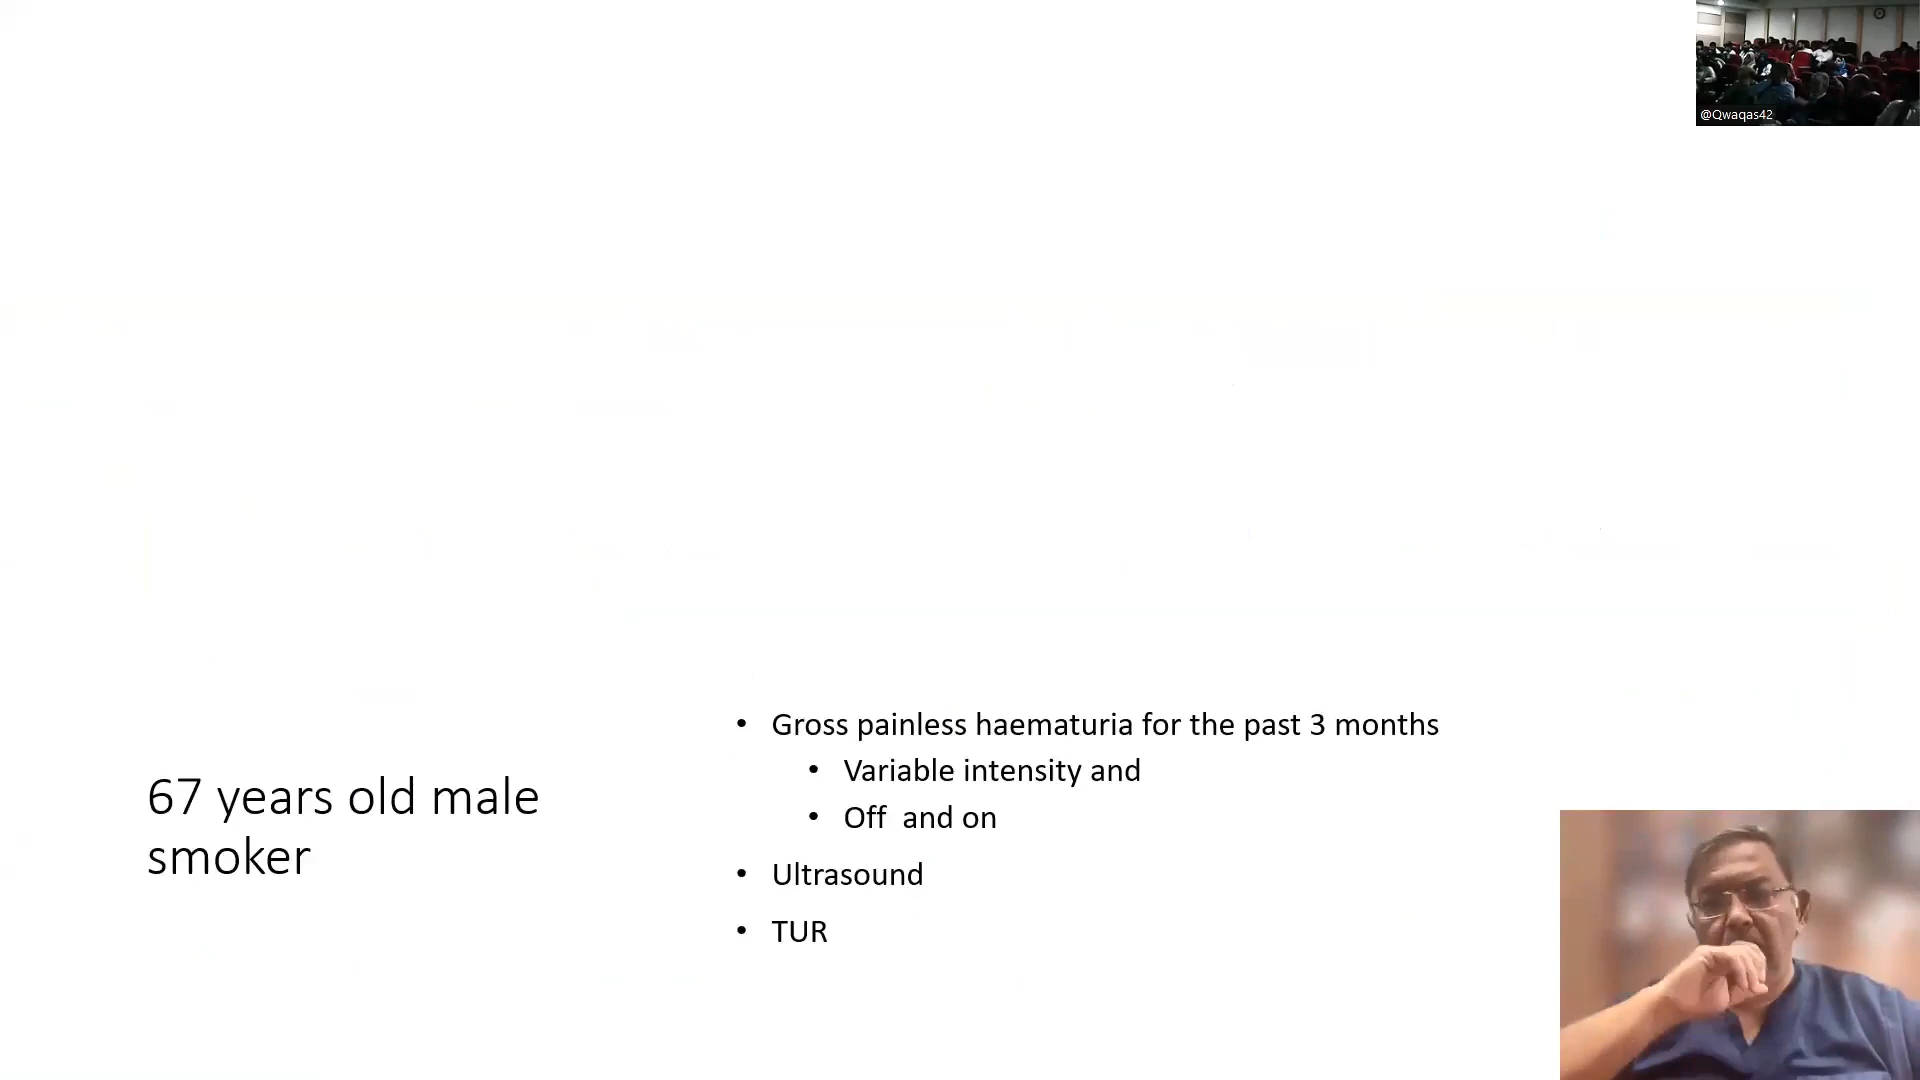 @Qwaqas42
67 years old male
smoker
• Gross painless haematuria for the past 3 months
• Variable intensity and
• Off  and on
• Ultrasound
• TUR